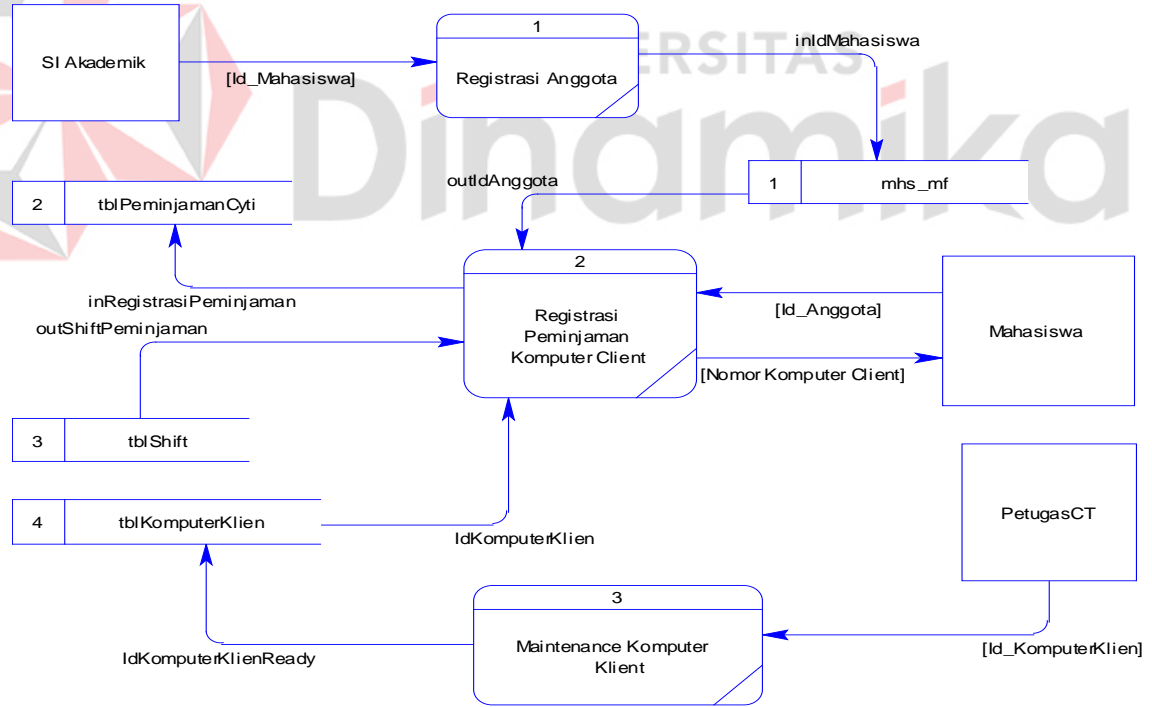 UNIVERSITAS
Dinamika
SI Akademik
[Id_Mahasiswa]
1
Registrasi Anggota
inIdMahasiswa
1 mhs_mf
outIdAnggota
2 tblPeminjamanCyti
inRegistrasiPeminjaman
2
Registrasi
Peminjaman
Komputer Client
[Id_Anggota]
[Nomor Komputer Client]
Mahasiswa
outShiftPeminjaman
3 tblShift
4 tblKomputerKlien
IdKomputerKlien
PetugasCT
3
Maintenance Komputer
Klient
[Id_KomputerKlien]
IdKomputerKlienReady